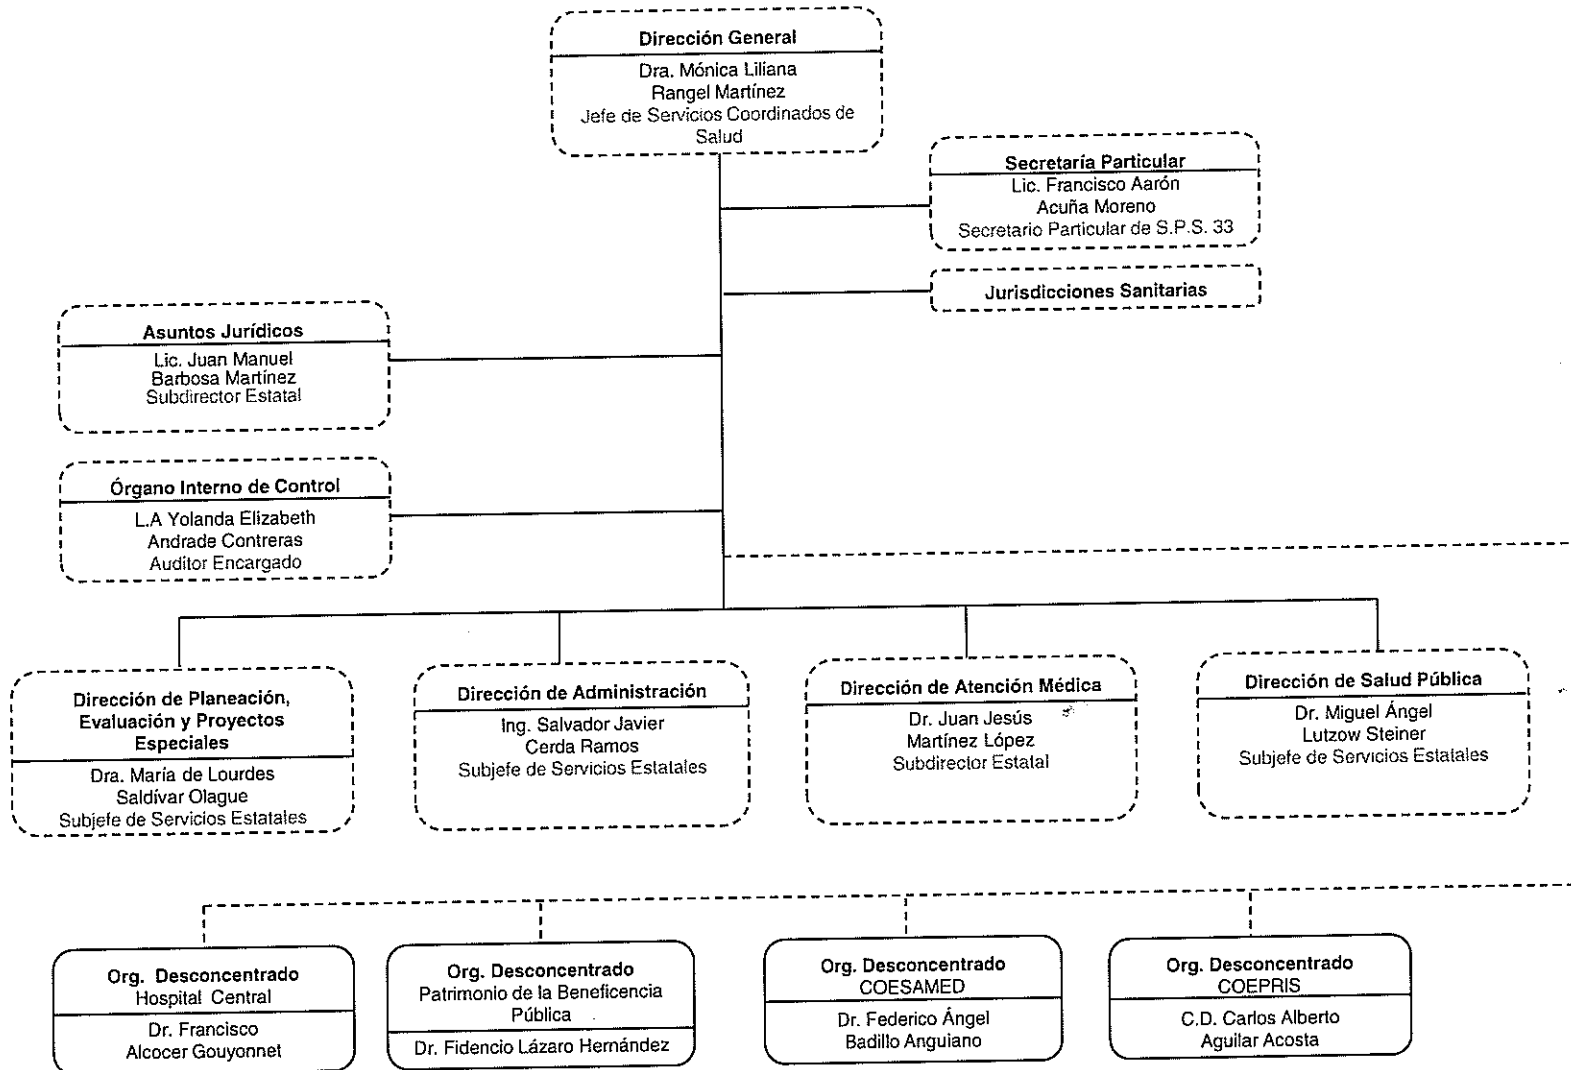 Dirección General
Dra. Mónica Liliana
Rangel Martínez
Jefe de Servicios Coordinados de
Salud
Secretaría Particular
Lic. Francisco Aarón
Acuña Moreno
Secretario Particular de S.P.S. 33
Jurisdicciones Sanitarias
Asuntos Jurídicos
Lic. Juan Manuel
Barbosa Martínez
Subdirector Estatal
Órgano Interno de Control
L.A Yolanda Elizabeth
Andrade Contreras
Auditor Encargado
Dirección de Planeación,
Evaluación y Proyectos
Especiales
Dra. María de Lourdes
Saldívar Olague
Subjefe de Servicios Estatales
Dirección de Administración
Ing. Salvador Javier
Cerda Ramos
Subjefe de Servicios Estatales
Dirección de Atención Médica
Dr. Juan Jesús
Martínez López
Subdirector Estatal
Dirección de Salud Pública
Dr. Miguel Ángel
Lutzow Steiner
Subjefe de Servicios Estatales
Org. Desconcentrado
Hospital Central
Dr. Francisco
Alcocer Gouyonnet
Org. Desconcentrado
Patrimonio de la Beneficencia
Pública
Dr. Fidencio Lázaro Hernández
Org. Desconcentrado
COESAMED
Dr. Federico Ángel
Badillo Anguiano
Org. Desconcentrado
COEPRIS
C.D. Carlos Alberto
Aguilar Acosta